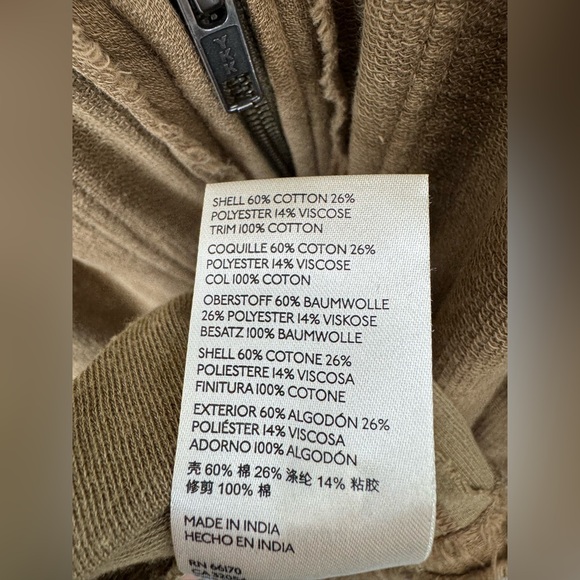 YKK
SHELL 60% COTTON 26%
POLYESTER 14% VISCOSE
TRIM 100% COTTON
COQUILLE 60% COTON 26%
POLYESTER 14% VISCOSE
COL 100% COTON
OBERSTOFF 60% BAUMWOLLE
26% POLYESTER 14% VISKOSE
BESATZ 100% BAUMWOLLE
SHELL 60% COTONE 26%
POLIESTERE 14% VISCOSA
FINITURA 100% COTONE
EXTERIOR 60% ALGODÓN 26%
POLIÉSTER 14% VISCOSA
ADORNO 100% ALGODÓN
壳 60% 棉 26% 涤纶 14% 粘胶
修剪 100% 棉
MADE IN INDIA
HECHO EN INDIA
RN 66170